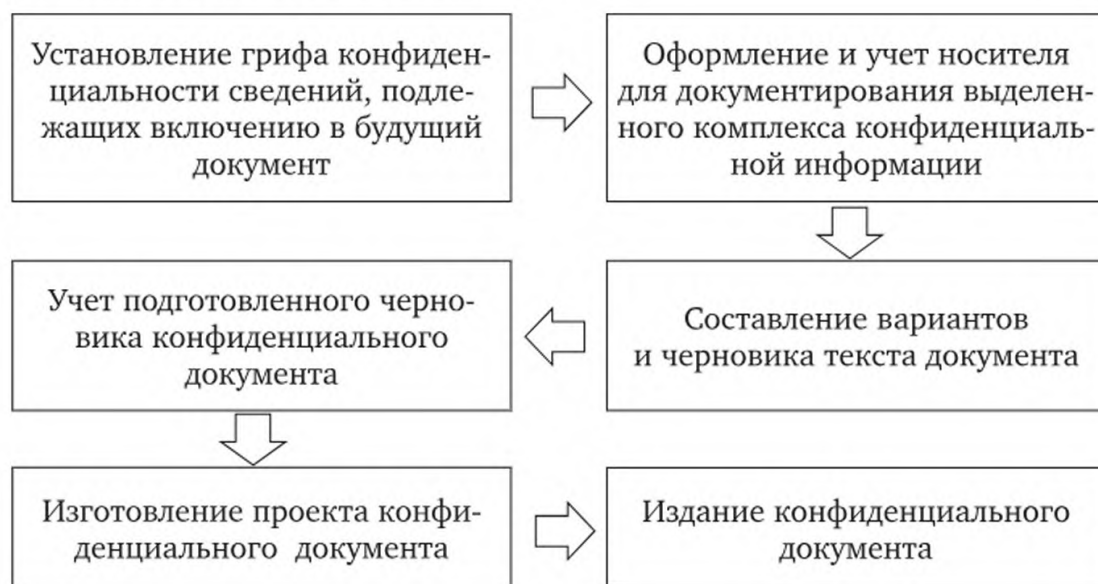 Установление грифа конфиден-
циальности сведений, подле-
жащих включению в будущий
документ
Оформление и учет носителя
для документирования выделен-
ного комплекса конфиденциаль-
ной информации
Составление вариантов
и черновика текста документа
Учет подготовленного черно-
вика конфиденциального
документа
Изготовление проекта конфи-
денциального документа
Издание конфиденциального
документа